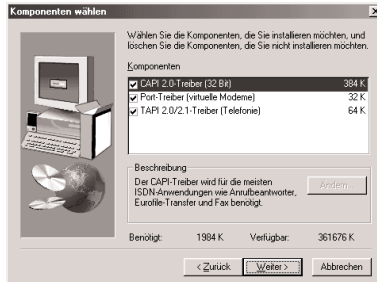 Komponenten wählen
Wählen Sie die Komponenten, die Sie installieren möchten, und
löschen Sie die Komponenten, die Sie nicht installieren möchten.
Komponenten
CAPI 2.0-Treiber (32 Bit) 384 K
Port-Treiber (virtuelle Modeme) 32 K
TAPI 2.0/2.1-Treiber (Telefonie) 64 K
Beschreibung
Der CAPI-Treiber wird für die meisten
ISDN-Anwendungen wie Anrufbeantworter,
Eurofile-Transfer und Fax benötigt.
Ändern...
Benötigt: 1984 K Verfügbar: 361676 K
< Zurück Weiter > Abbrechen